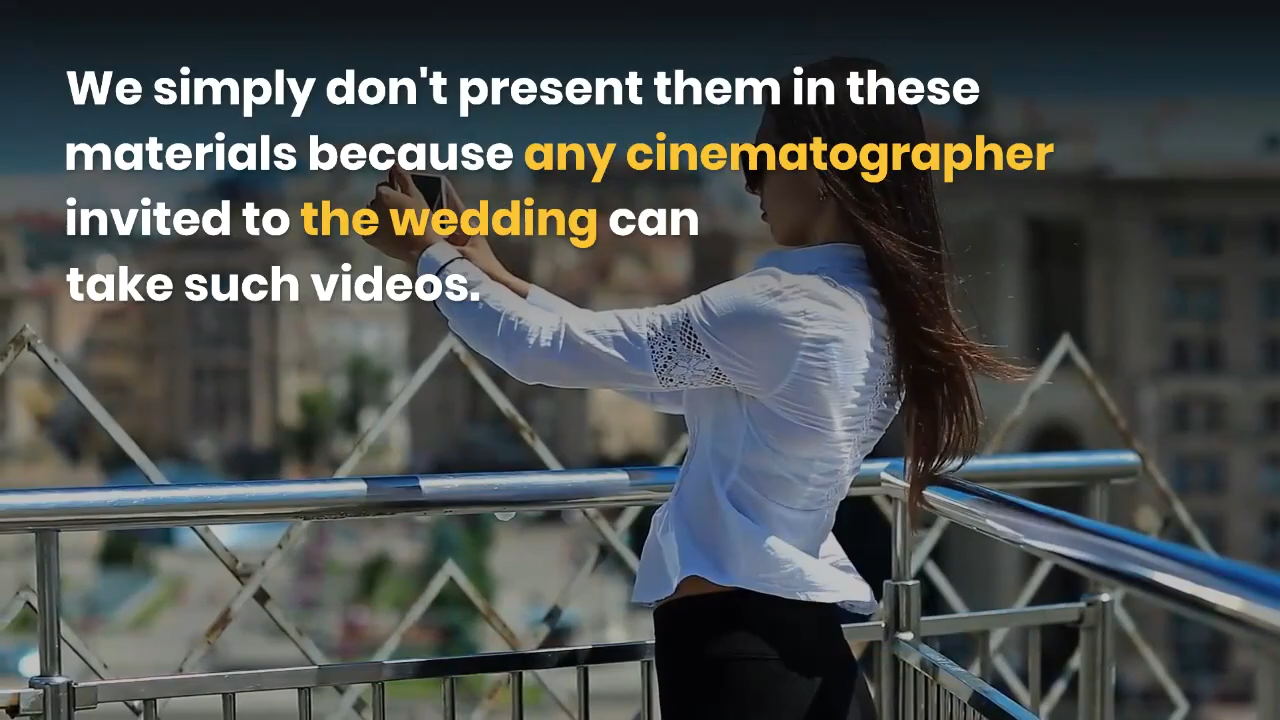 We simply don't present them in these
materials because any cinematographer
invited to the wedding can
take such videos.